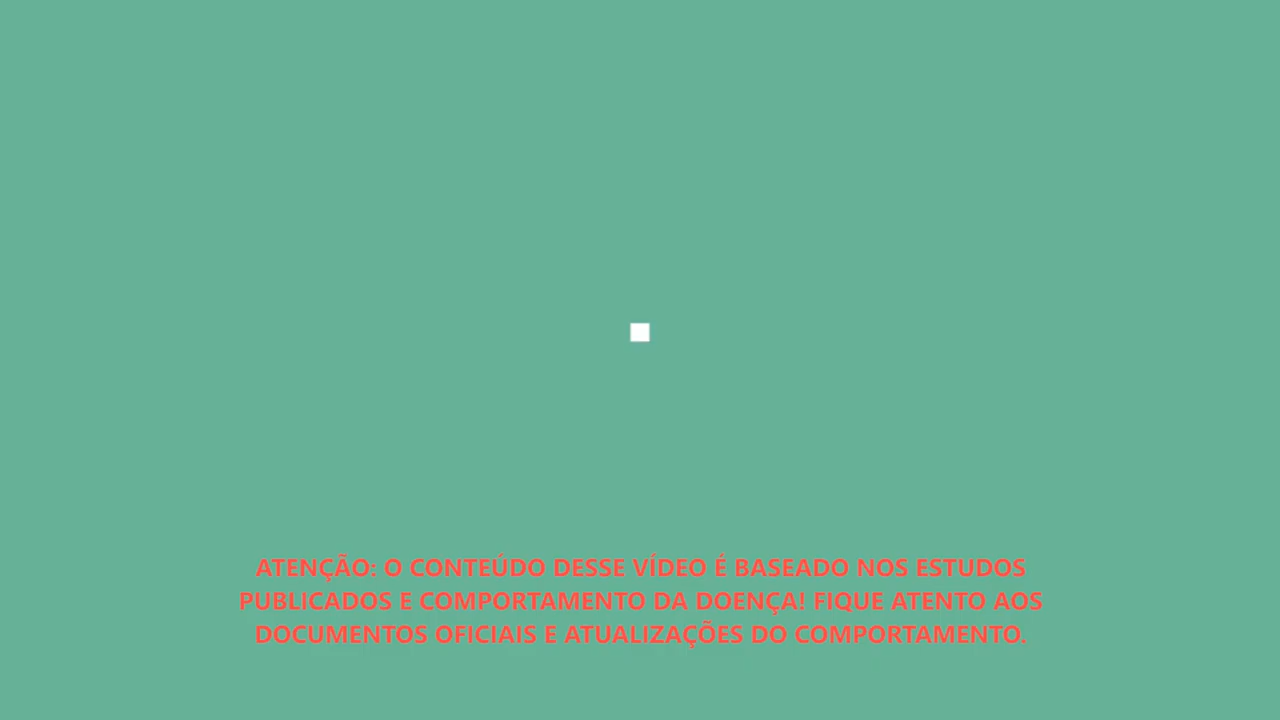 ATENÇÃO: O CONTEÚDO DESSE VÍDEO É BASEADO NOS ESTUDOS
PUBLICADOS E COMPORTAMENTO DA DOENÇA! FIQUE ATENTO AOS
DOCUMENTOS OFICIAIS E ATUALIZAÇÕES DO COMPORTAMENTO.